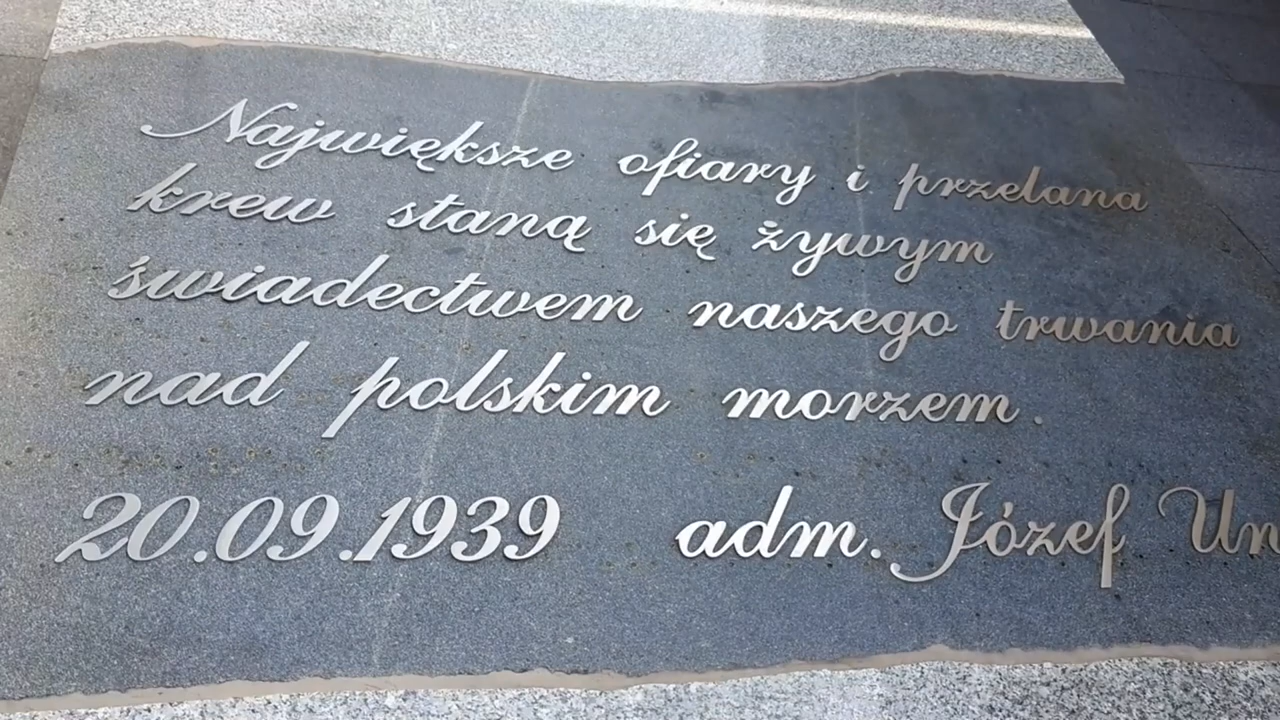 Największe ofiary i przelana
krew staną się żywym
świadectwem naszego trwania
nad polskim morzem.
20.09.1939 adm. Józef